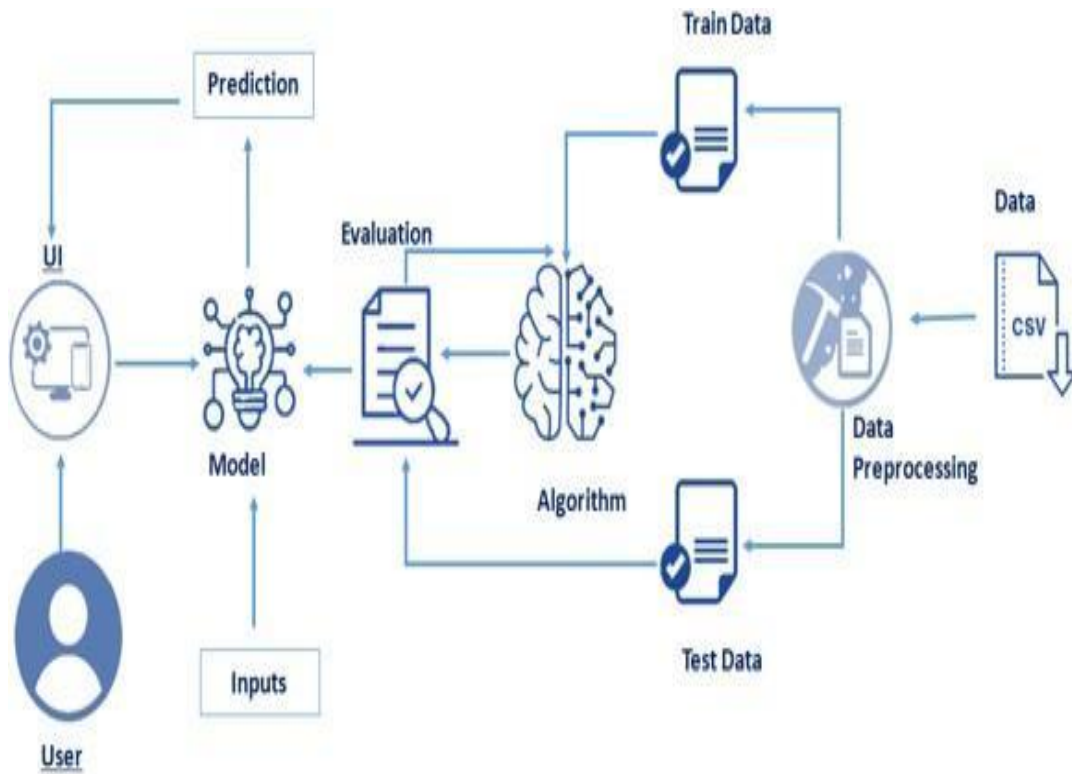 Train Data
Prediction
Data
Evaluation
UI
CSV
Model
Data
Preprocessing
Algorithm
Inputs
Test Data
User